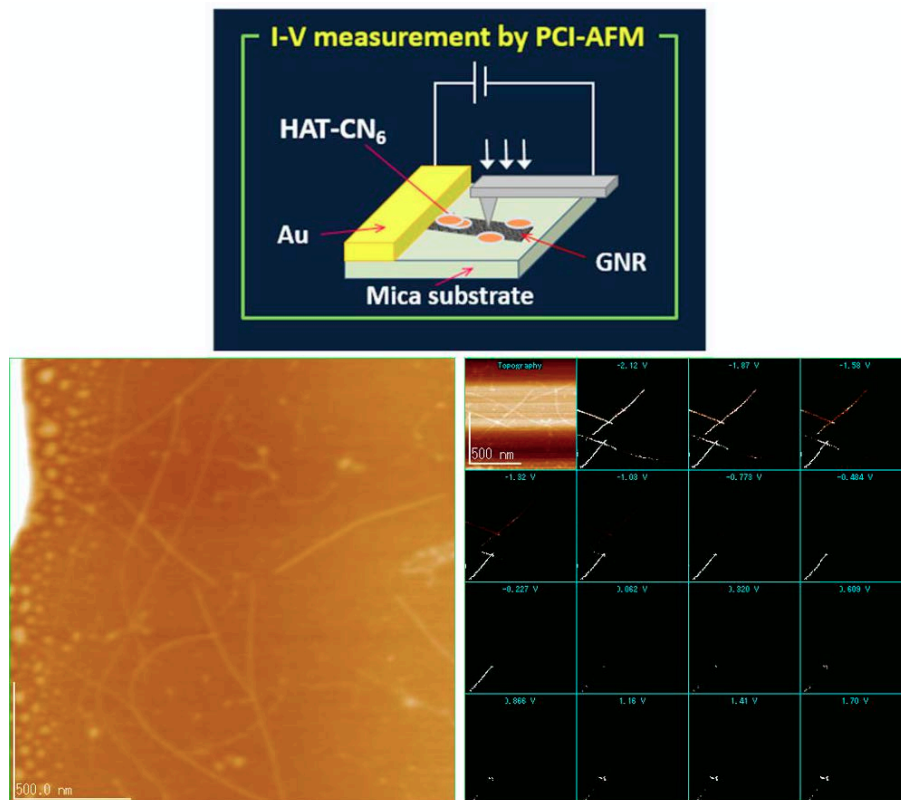 I-V measurement by PCI-AFM
HAT-CN₆
Au
GNR
Mica substrate
500.0 nm
Topography
500 nm
-2.12 V
-1.87 V
-1.58 V
-1.32 V
-1.03 V
-0.773 V
-0.484 V
-0.227 V
0.062 V
0.320 V
0.609 V
0.866 V
1.16 V
1.41 V
1.70 V